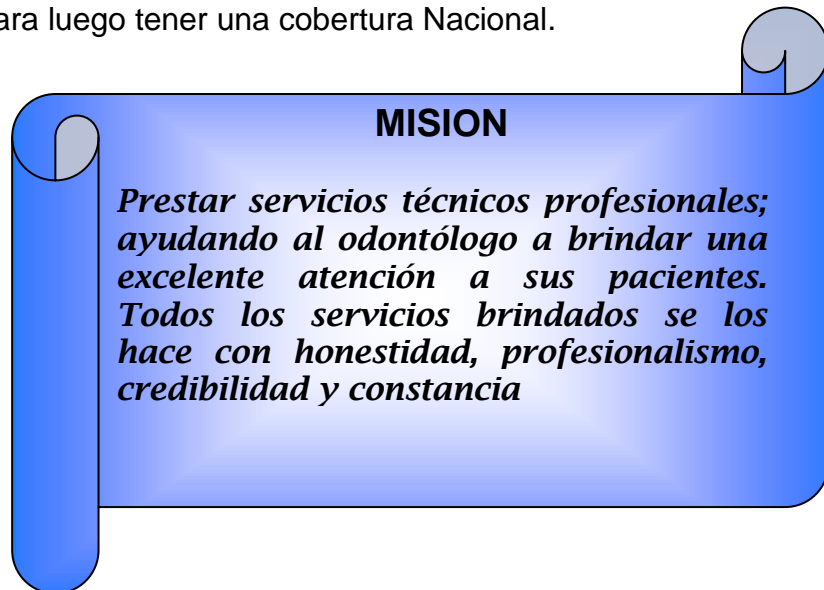 ara luego tener una cobertura Nacional.
MISION
Prestar servicios técnicos profesionales;
ayudando al odontólogo a brindar una
excelente atención a sus pacientes.
Todos los servicios brindados se los
hace con honestidad, profesionalismo,
credibilidad y constancia